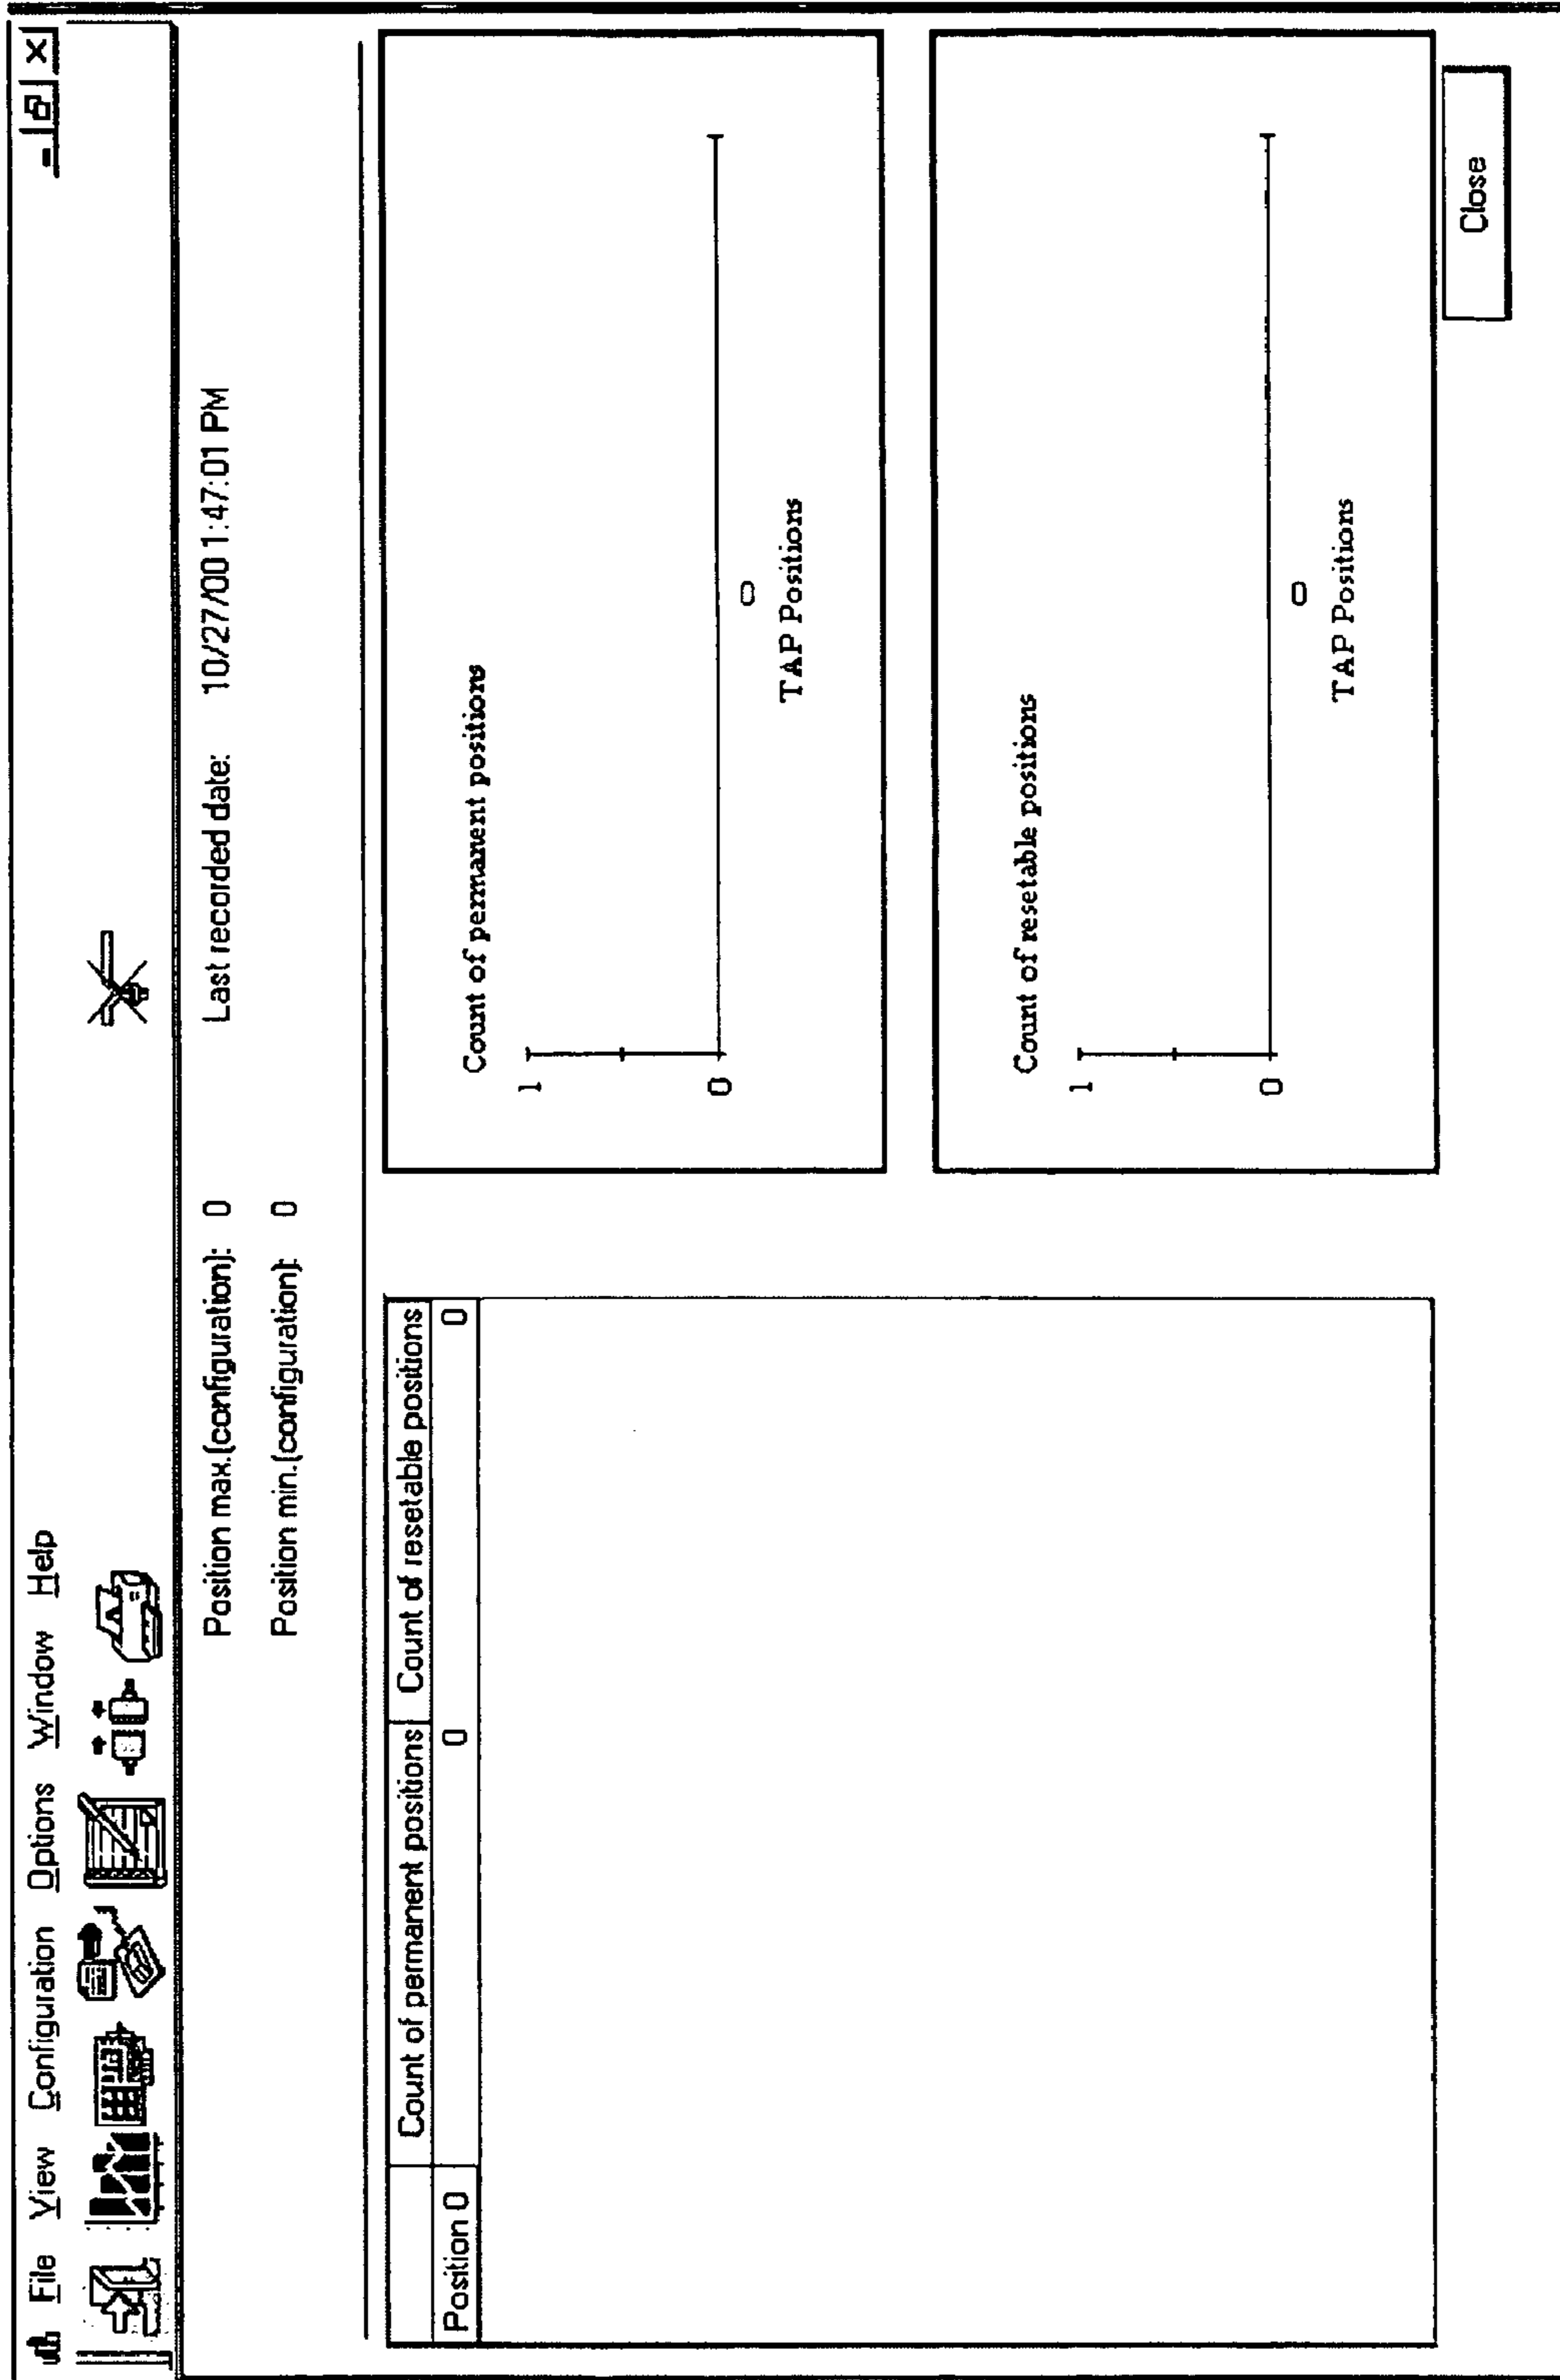 File View Configuration Options Window Help
Position max.(configuration): 0 Last recorded date: 10/27/00 1:47:01 PM
Position min.(configuration): 0
Count of permanent positions Count of resetable positions
Position 0 0 0
Count of permanent positions
1
0
0
TAP Positions
Count of resetable positions
1
0
0
TAP Positions
Close